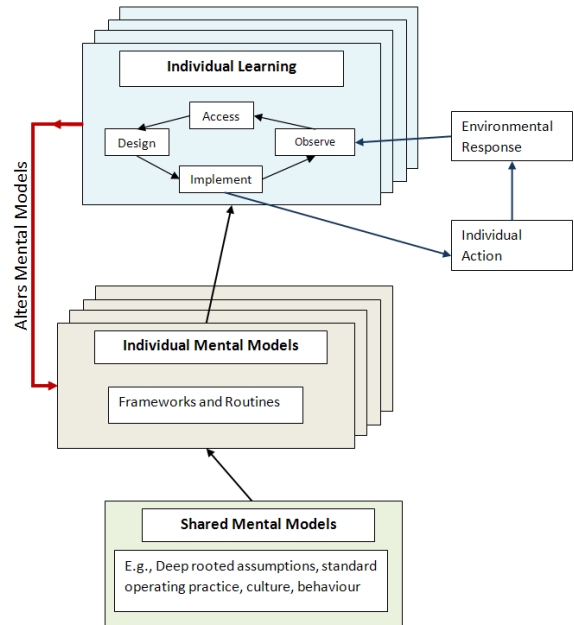 Individual Learning
Access
Design
Observe
Implement
Environmental
Response
Individual
Action
Alters Mental Models
Individual Mental Models
Frameworks and Routines
Shared Mental Models
E.g., Deep rooted assumptions, standard
operating practice, culture, behaviour